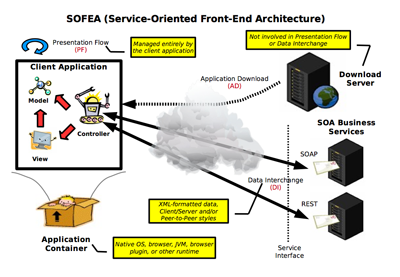 SOFEA (Service-Oriented Front-End Architecture)
Presentation Flow
(PF)
Managed entirely by
the client application
Not involved in Presentation Flow
or Data Interchange
Client Application
Model
Controller
View
Application Download
(AD)
Download
Server
SOA Business
Services
SOAP
Data Interchange
(DI)
REST
XML-formatted data,
Client/Server and/or
Peer-to-Peer styles
Service
Interface
Application
Container
Native OS, browser, JVM, browser
plugin, or other runtime